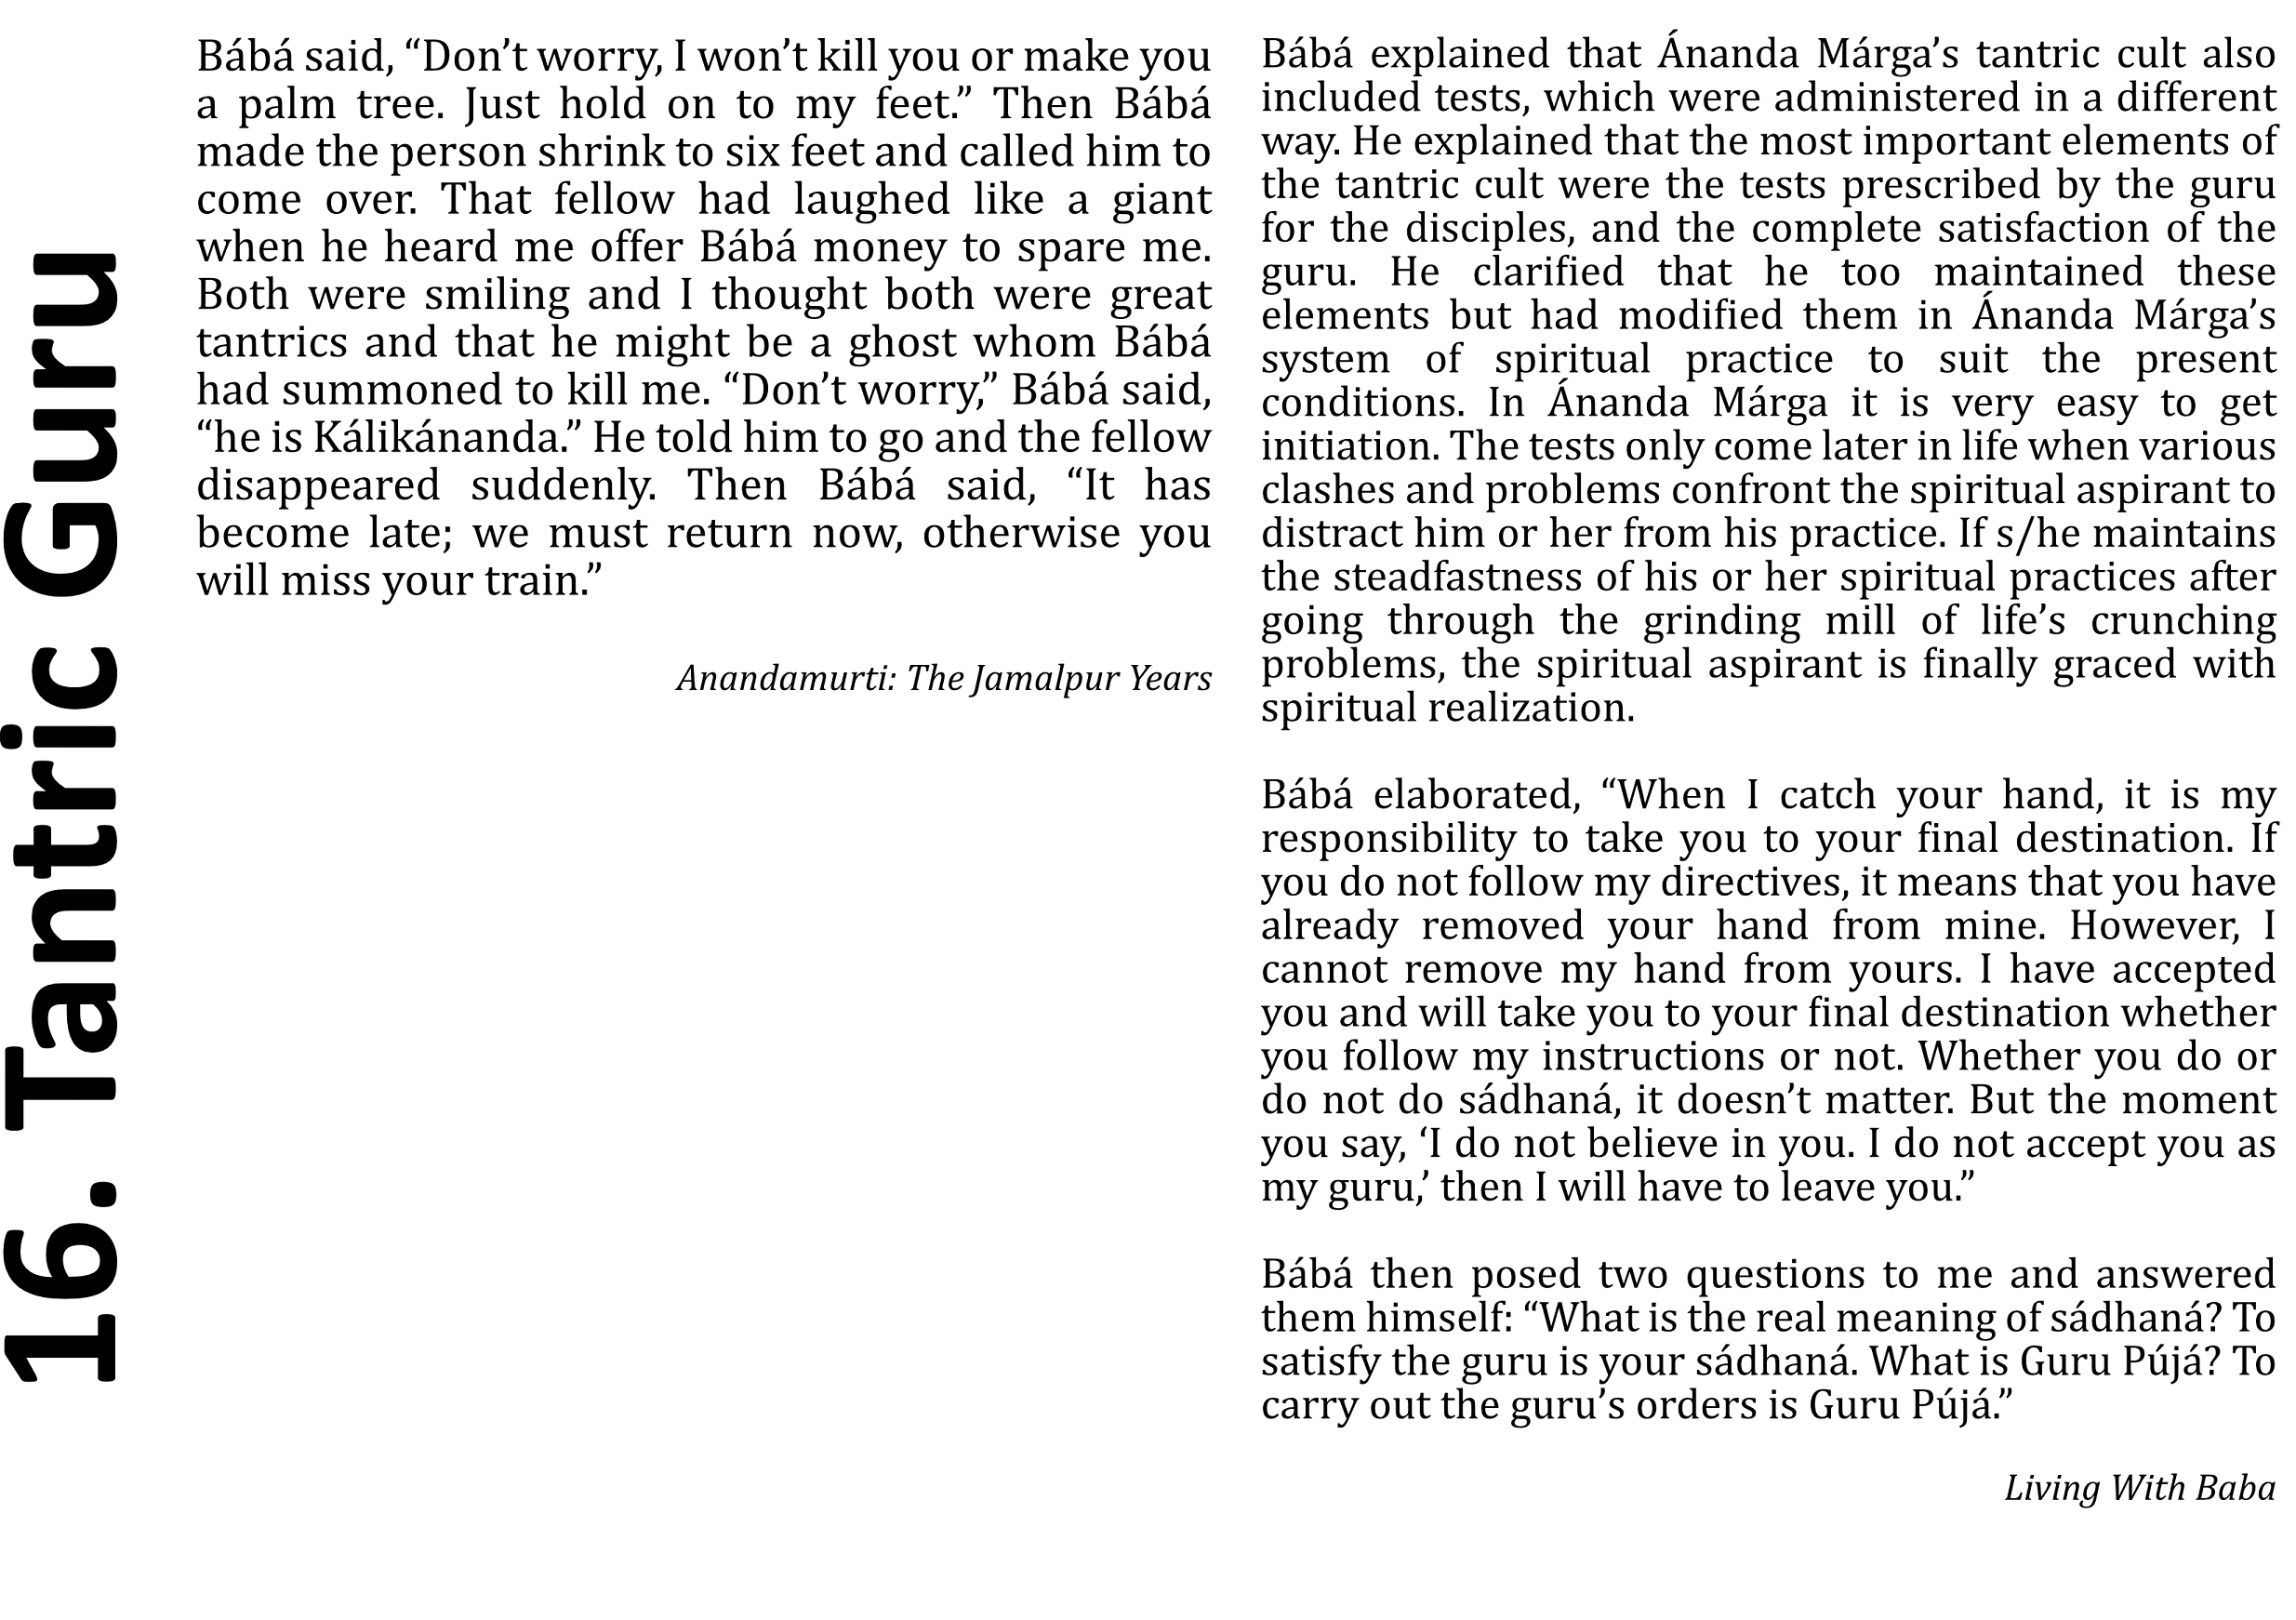 16. Tantric Guru
Bábá said, “Don’t worry, I won’t kill you or make you
a palm tree. Just hold on to my feet.” Then Bábá
made the person shrink to six feet and called him to
come over. That fellow had laughed like a giant
when he heard me offer Bábá money to spare me.
Both were smiling and I thought both were great
tantrics and that he might be a ghost whom Bábá
had summoned to kill me. “Don’t worry,” Bábá said,
“he is Kálikánanda.” He told him to go and the fellow
disappeared suddenly. Then Bábá said, “It has
become late; we must return now, otherwise you
will miss your train.”
Anandamurti: The Jamalpur Years
Bábá explained that Ánanda Márga’s tantric cult also
included tests, which were administered in a different
way. He explained that the most important elements of
the tantric cult were the tests prescribed by the guru
for the disciples, and the complete satisfaction of the
guru. He clarified that he too maintained these
elements but had modified them in Ánanda Márga’s
system of spiritual practice to suit the present
conditions. In Ánanda Márga it is very easy to get
initiation. The tests only come later in life when various
clashes and problems confront the spiritual aspirant to
distract him or her from his practice. If s/he maintains
the steadfastness of his or her spiritual practices after
going through the grinding mill of life’s crunching
problems, the spiritual aspirant is finally graced with
spiritual realization.
Bábá elaborated, “When I catch your hand, it is my
responsibility to take you to your final destination. If
you do not follow my directives, it means that you have
already removed your hand from mine. However, I
cannot remove my hand from yours. I have accepted
you and will take you to your final destination whether
you follow my instructions or not. Whether you do or
do not do sádhaná, it doesn’t matter. But the moment
you say, ‘I do not believe in you. I do not accept you as
my guru,’ then I will have to leave you.”
Bábá then posed two questions to me and answered
them himself: “What is the real meaning of sádhaná? To
satisfy the guru is your sádhaná. What is Guru Pújá? To
carry out the guru’s orders is Guru Pújá.”
Living With Baba